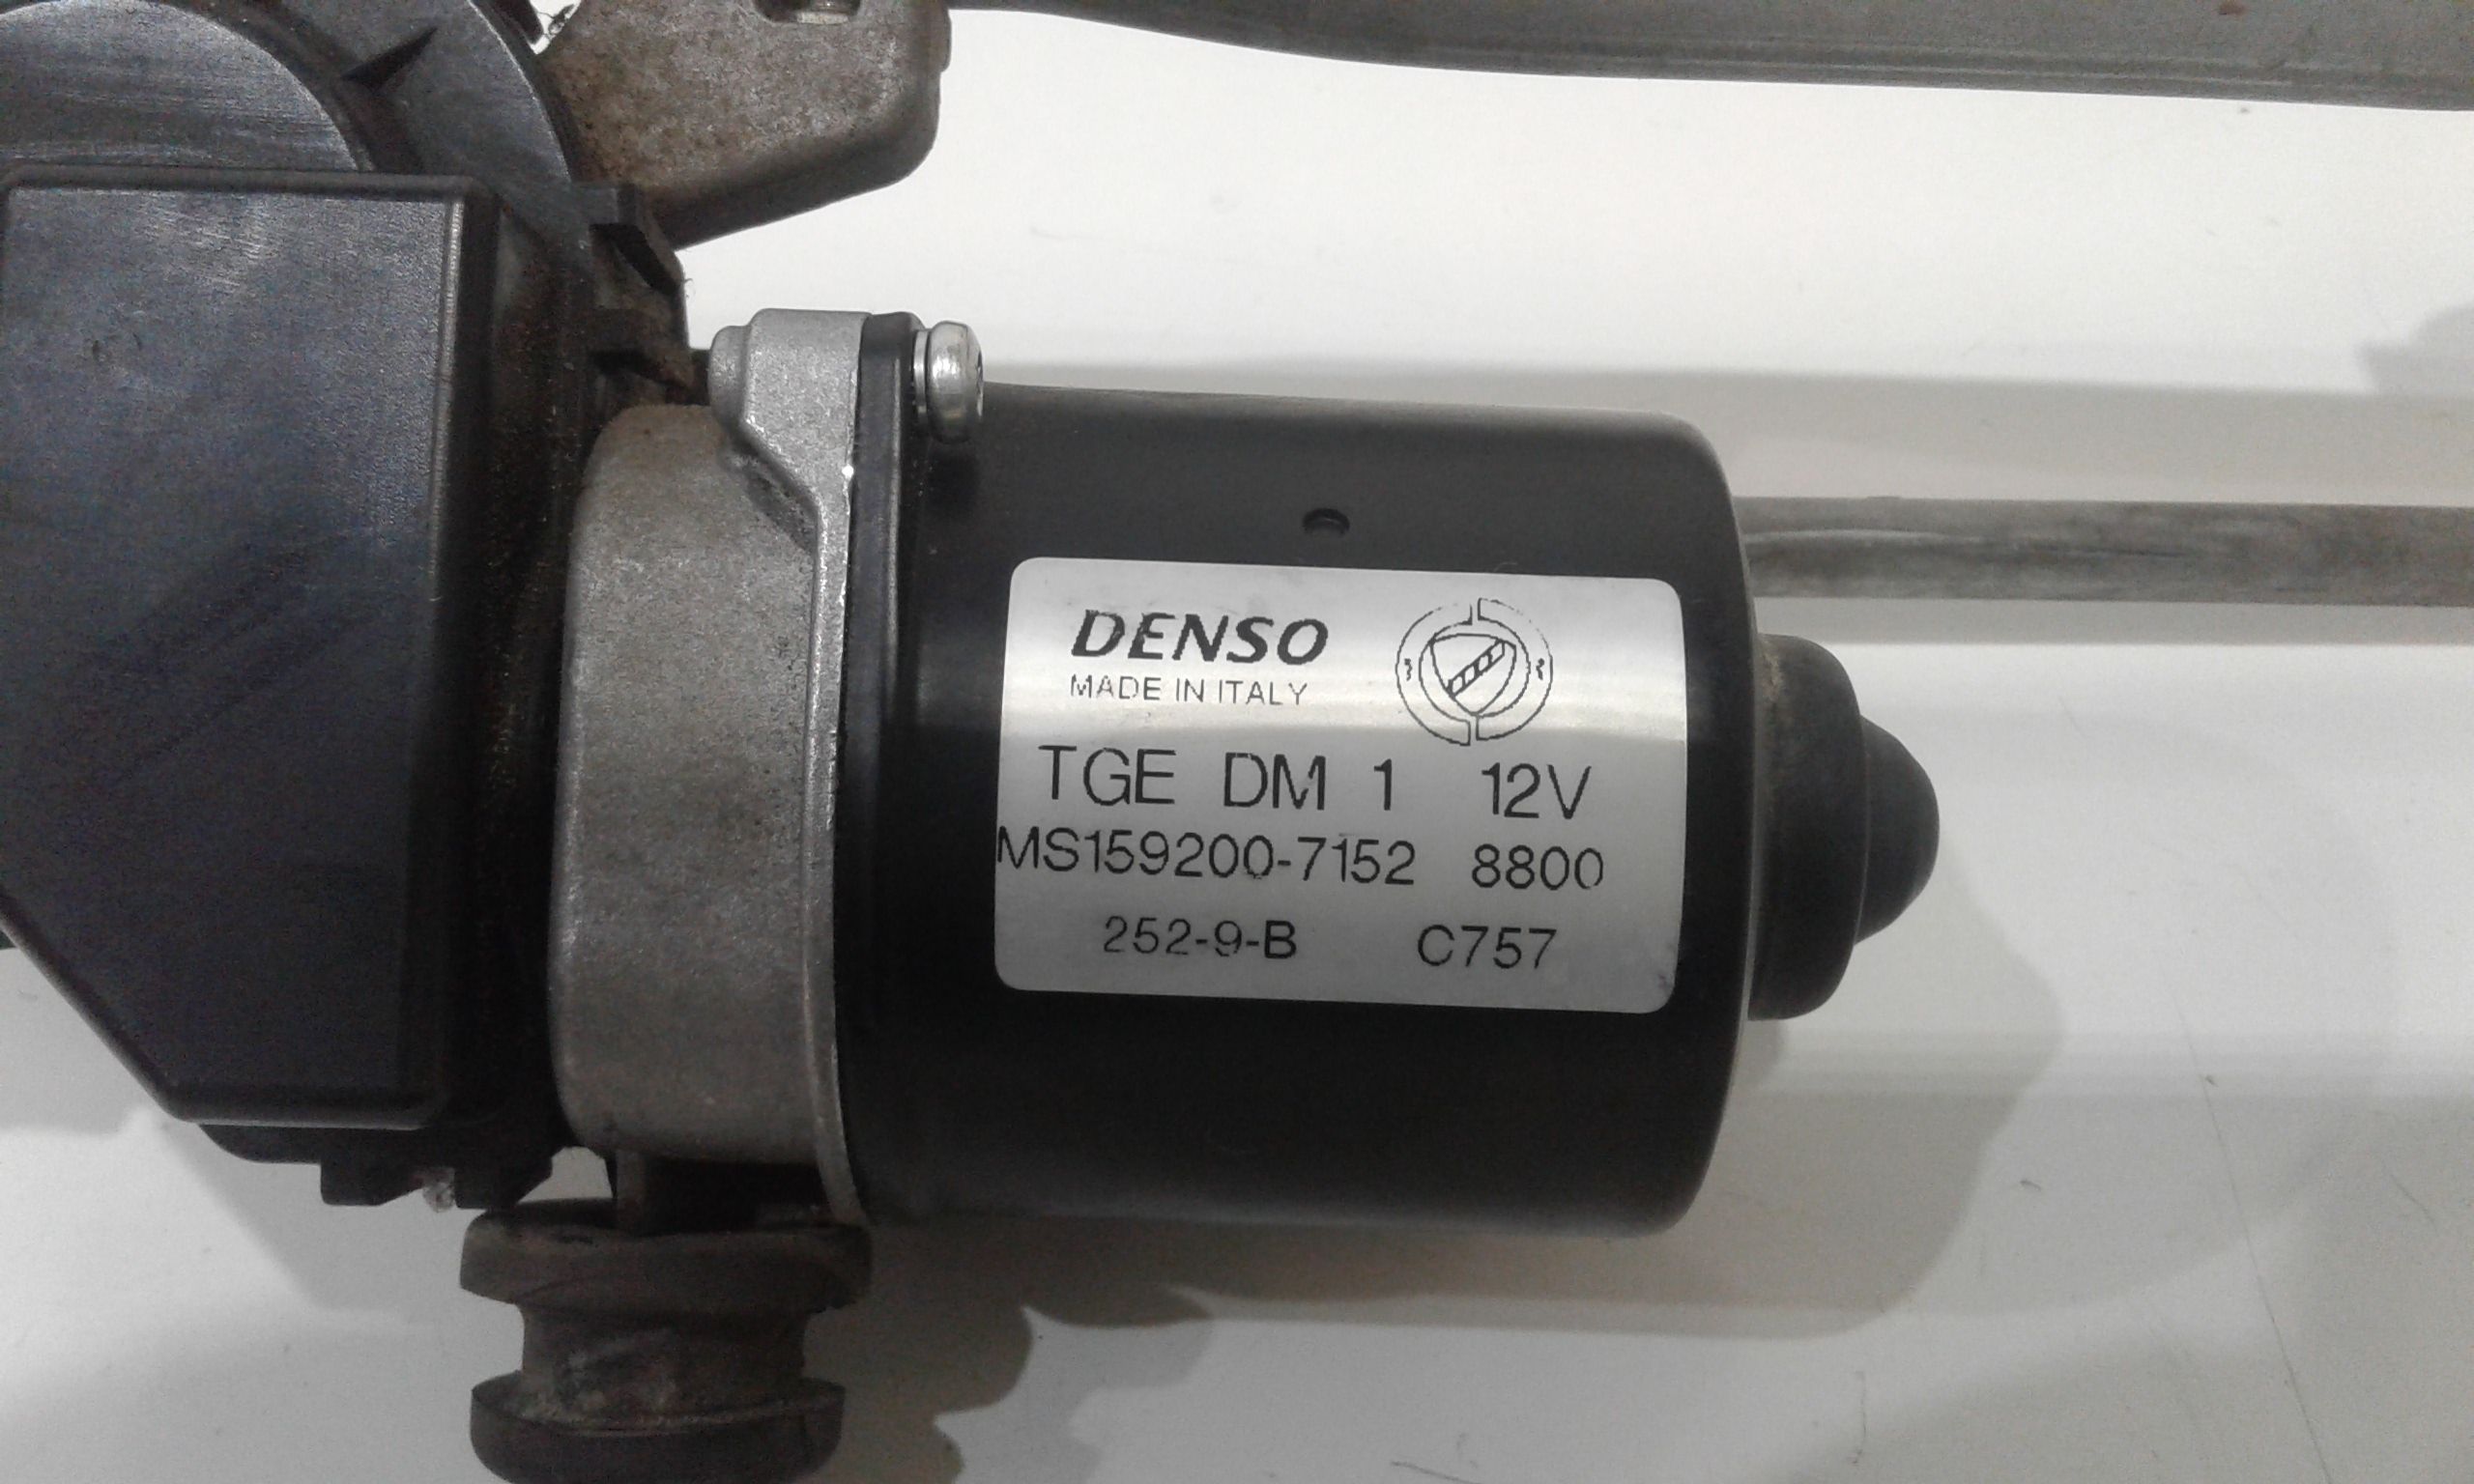 DENSO
MADE IN ITALY
TGE DM 1 12V
MS159200-7152 8800
252-9-B C757